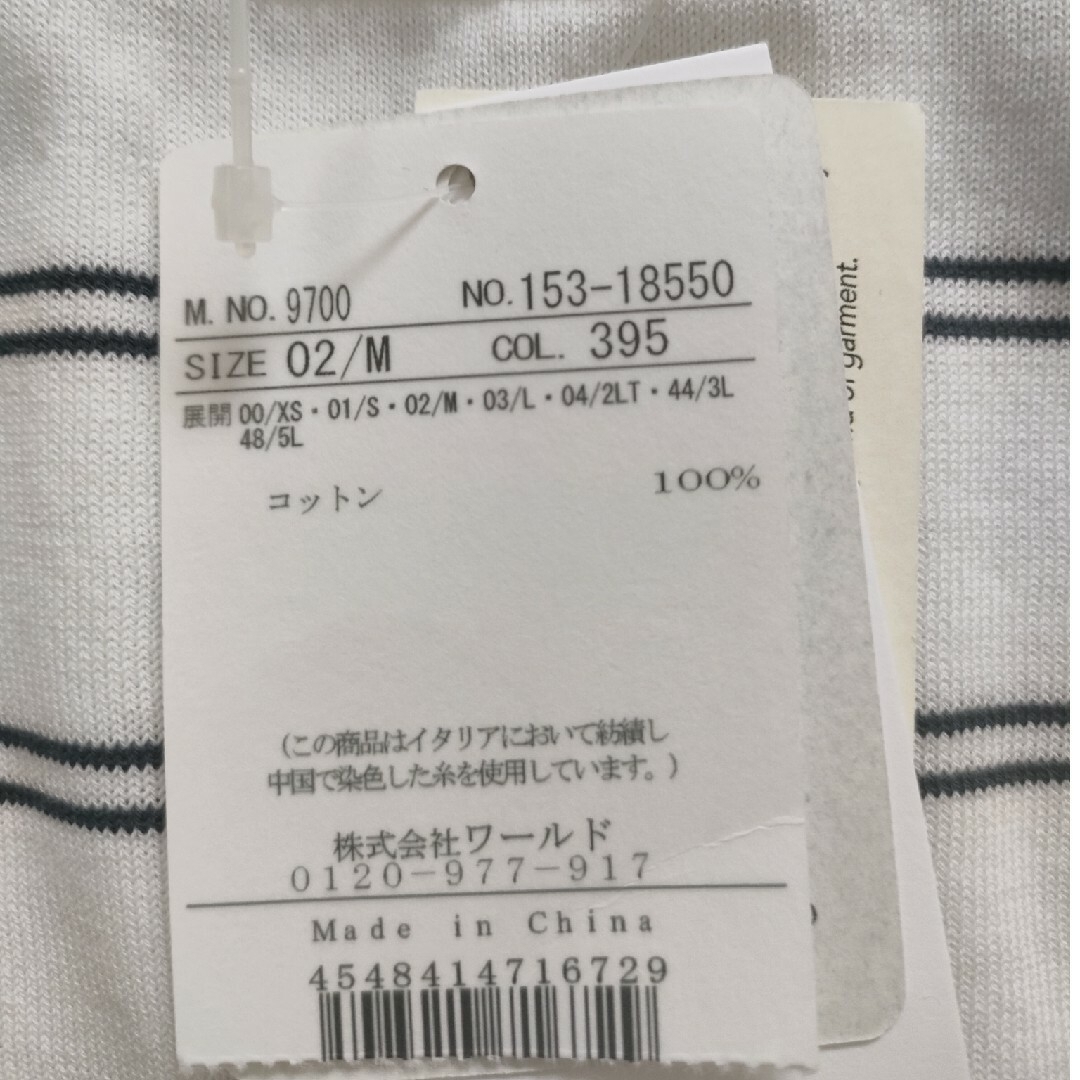 M. NO. 9700 NO. 153-18550
SIZE 02/M COL. 395
展開 00/XS・01/S・02/M・03/L・04/2LT・44/3L
48/5L
コットン 100%
(この商品はイタリアにおいて紡績し
中国で染色した糸を使用しています。)
株式会社ワールド
0120-977-917
Made in China
4548414716729
of garment.